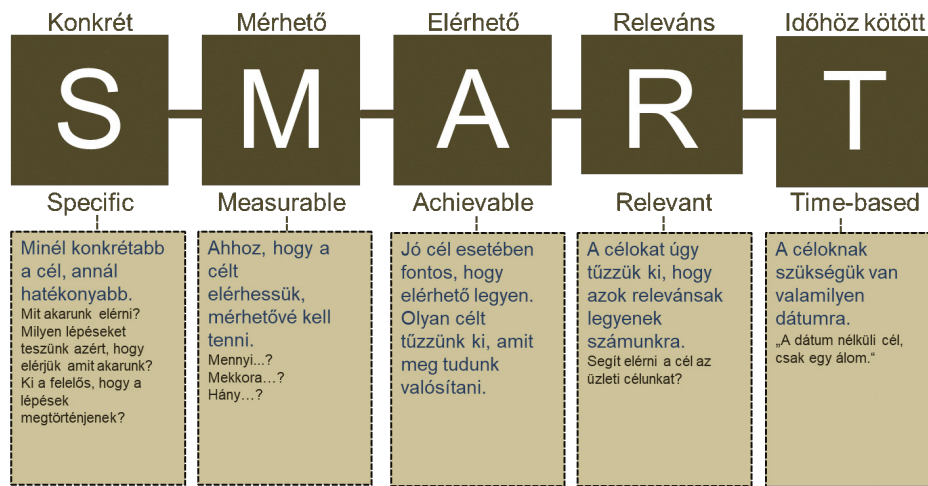 Konkrét
Mérhető
Elérhető
Releváns
Időhöz kötött
S
M
A
R
T
Specific
Measurable
Achievable
Relevant
Time-based
Minél konkrétabb
a cél, annál
hatékonyabb.
Mit akarunk elérni?
Milyen lépéseket
teszünk azért, hogy
elérjük amit akarunk?
Ki a felelős, hogy a
lépések
megtörténjenek?
Ahhoz, hogy a
célt
elérhessük,
mérhetővé kell
tenni.
Mennyi...?
Mekkora…?
Hány…?
Jó cél esetében
fontos, hogy
elérhető legyen.
Olyan célt
tűzzünk ki, amit
meg tudunk
valósítani.
A célokat úgy
tűzzük ki, hogy
azok relevánsak
legyenek
számunkra.
Segít elérni a cél az
üzleti célunkat?
A céloknak
szükségük van
valamilyen
dátumra.
„A dátum nélküli cél,
csak egy álom.“